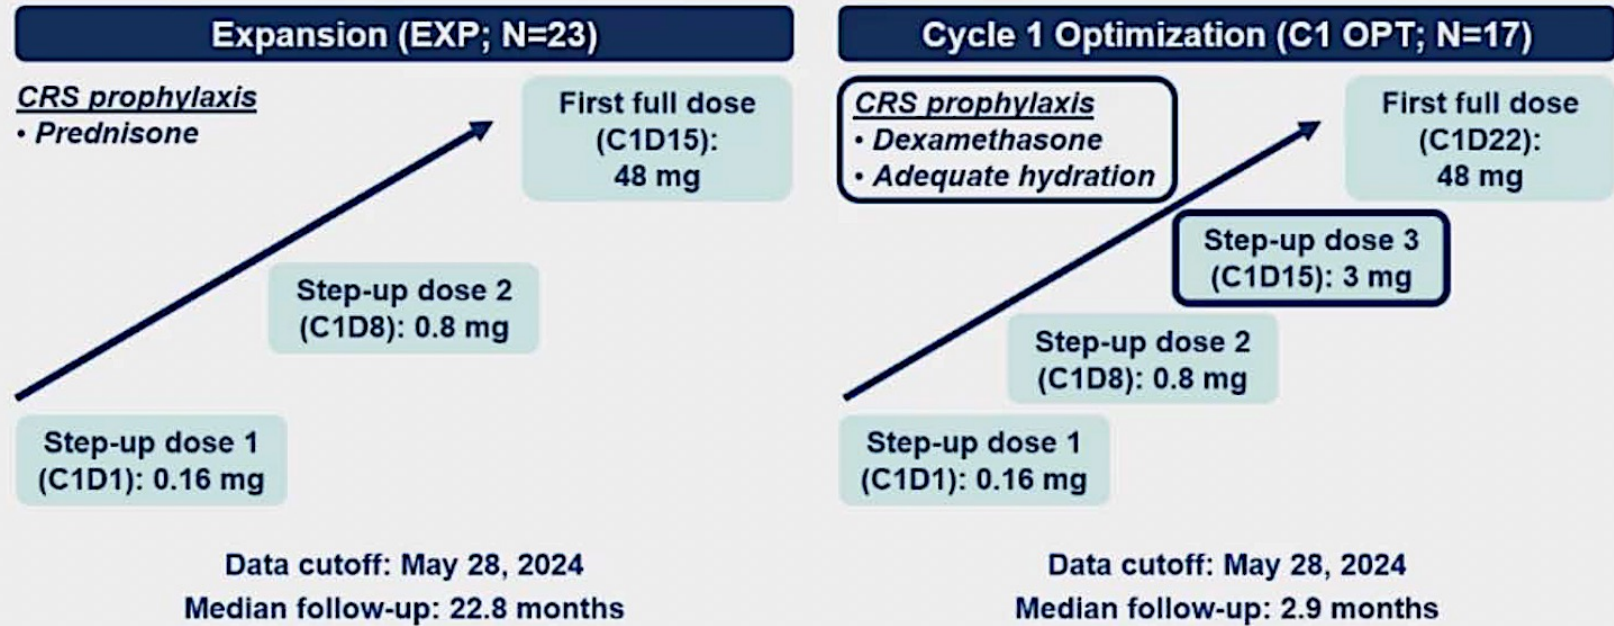 Expansion (EXP; N=23)
CRS prophylaxis
• Prednisone
First full dose
(C1D15):
48 mg
Step-up dose 2
(C1D8): 0.8 mg
Step-up dose 1
(C1D1): 0.16 mg
Data cutoff: May 28, 2024
Median follow-up: 22.8 months
Cycle 1 Optimization (C1 OPT; N=17)
CRS prophylaxis
• Dexamethasone
• Adequate hydration
First full dose
(C1D22):
48 mg
Step-up dose 3
(C1D15): 3 mg
Step-up dose 2
(C1D8): 0.8 mg
Step-up dose 1
(C1D1): 0.16 mg
Data cutoff: May 28, 2024
Median follow-up: 2.9 months